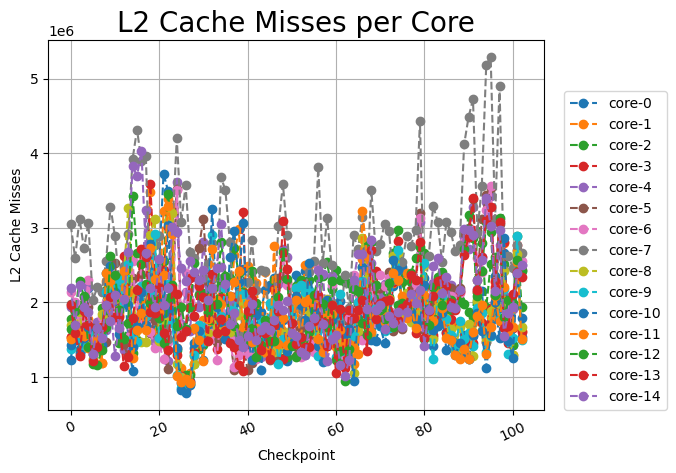 L2 Cache Misses per Core
1e6
5
4
3
2
1
L2 Cache Misses
0
20
40
60
80
100
Checkpoint
core-0
core-1
core-2
core-3
core-4
core-5
core-6
core-7
core-8
core-9
core-10
core-11
core-12
core-13
core-14